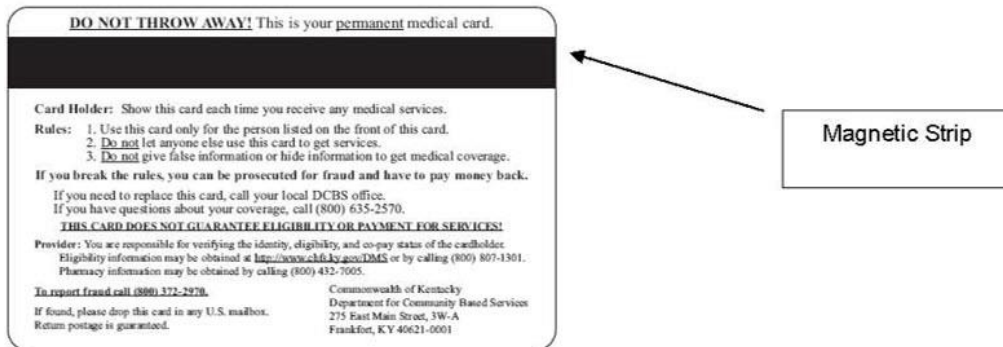 DO NOT THROW AWAY! This is your permanent medical card.
Magnetic Strip
Card Holder: Show this card each time you receive any medical services.
Rules: 1. Use this card only for the person listed on the front of this card.
2. Do not let anyone else use this card to get services.
3. Do not give false information or hide information to get medical coverage.
If you break the rules, you can be prosecuted for fraud and have to pay money back.
If you need to replace this card, call your local DCBS office.
If you have questions about your coverage, call (800) 635-2570.
THIS CARD DOES NOT GUARANTEE ELIGIBILITY OR PAYMENT FOR SERVICES!
Provider: You are responsible for verifying the identity, eligibility, and co-pay status of the cardholder.
Eligibility information may be obtained at http://www.chfs.ky.gov/DMS or by calling (800) 807-1301.
Pharmacy information may be obtained by calling (800) 432-7005.
To report fraud call (800) 372-2970.
If found, please drop this card in any U.S. mailbox.
Return postage is guaranteed.
Commonwealth of Kentucky
Department for Community Based Services
275 East Main Street, 3W-A
Frankfort, KY 40621-0001